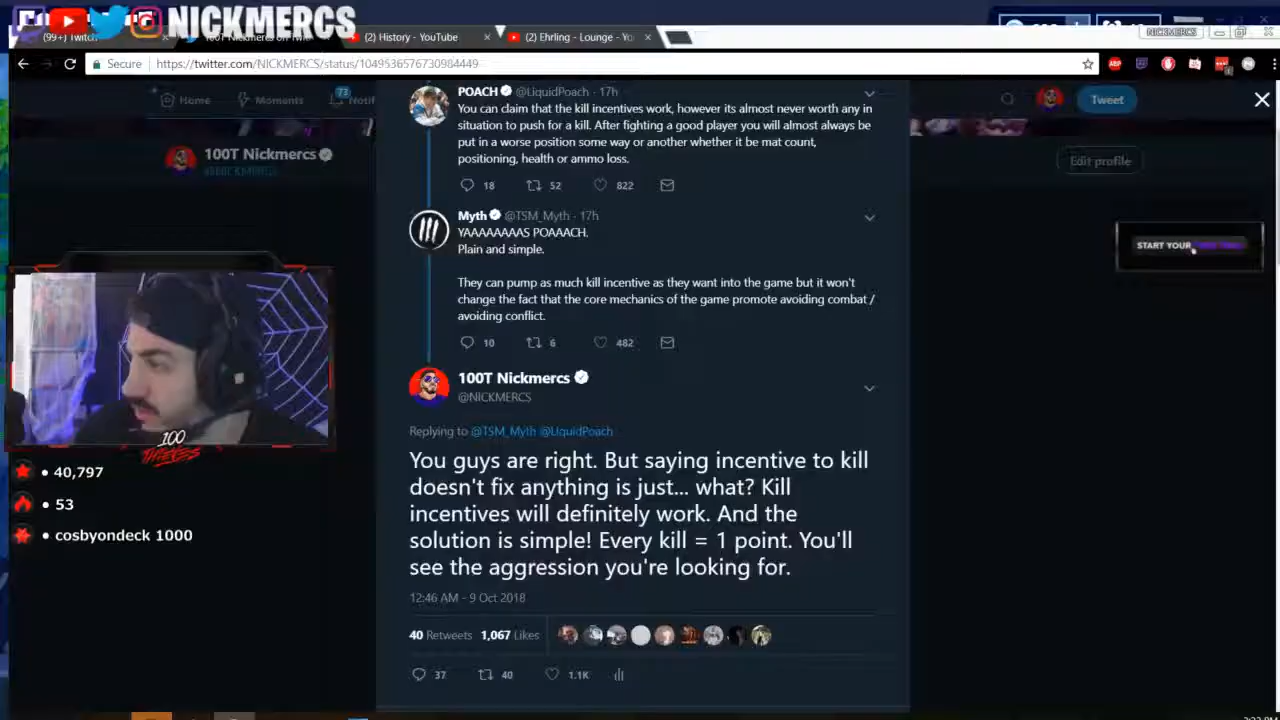 NICKMERCS
(99+) Twitch
(2) History - YouTube
(2) Ehrling - Lounge - Yo
NICKMERCS
Secure
https://twitter.com/NICKMERCS/status/1049536576730984449
Home
Moments
73
Notif
Tweet
100T Nickmercs
Edit profile
POACH @LiquidPoach · 17h
You can claim that the kill incentives work, however its almost never worth any in
situation to push for a kill. After fighting a good player you will almost always be
put in a worse position some way or another whether it be mat count,
positioning, health or ammo loss.
18 52 822
Myth @TSM_Myth · 17h
YAAAAAAAAS POAAACH.
Plain and simple.
They can pump as much kill incentive as they want into the game but it won't
change the fact that the core mechanics of the game promote avoiding combat /
avoiding conflict.
10 6 482
START YOUR
100T Nickmercs
@NICKMERCS
Replying to @TSM_Myth @LiquidPoach
You guys are right. But saying incentive to kill
doesn't fix anything is just... what? Kill
incentives will definitely work. And the
solution is simple! Every kill = 1 point. You'll
see the aggression you're looking for.
12:46 AM - 9 Oct 2018
40 Retweets 1,067 Likes
37 40 1.1K
100
THIEVES
• 40,797
• 53
• cosbyondeck 1000